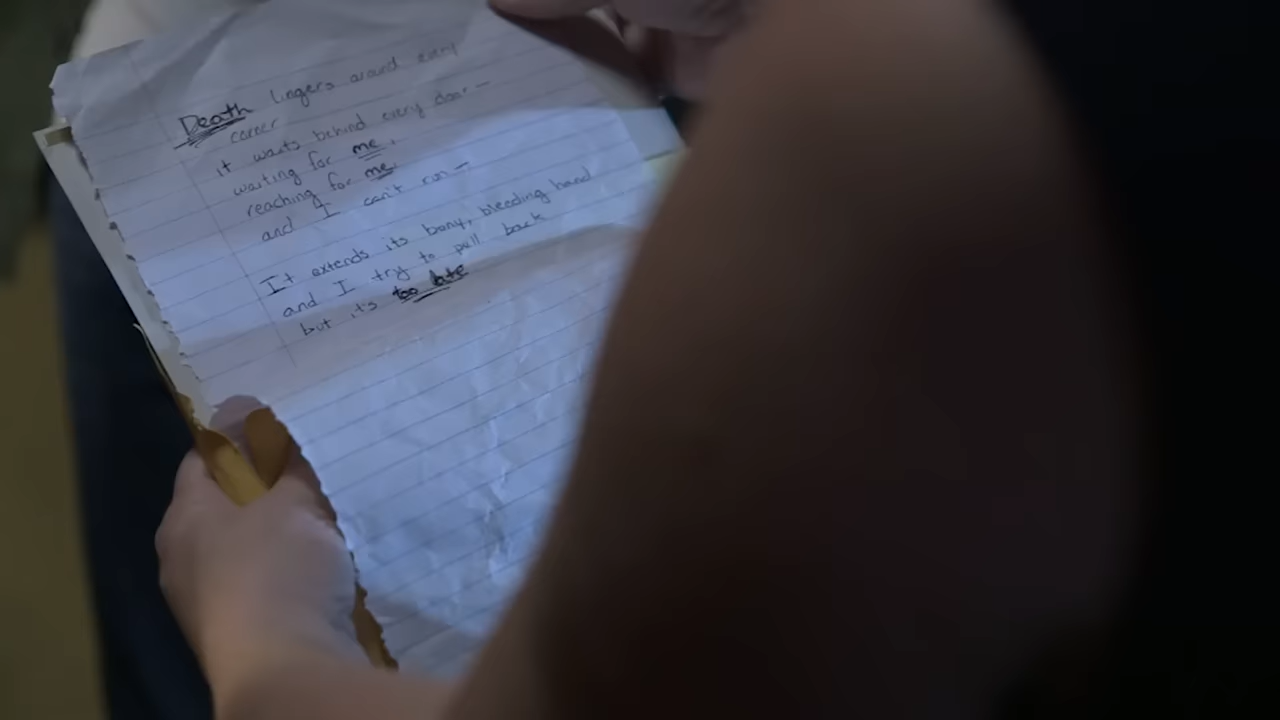 Death lingers around every
corner
it waits behind every door—
waiting for me,
reaching for me.
and I can't run—
It extends its bony, bleeding hand
and I try to pull back
but it's too late